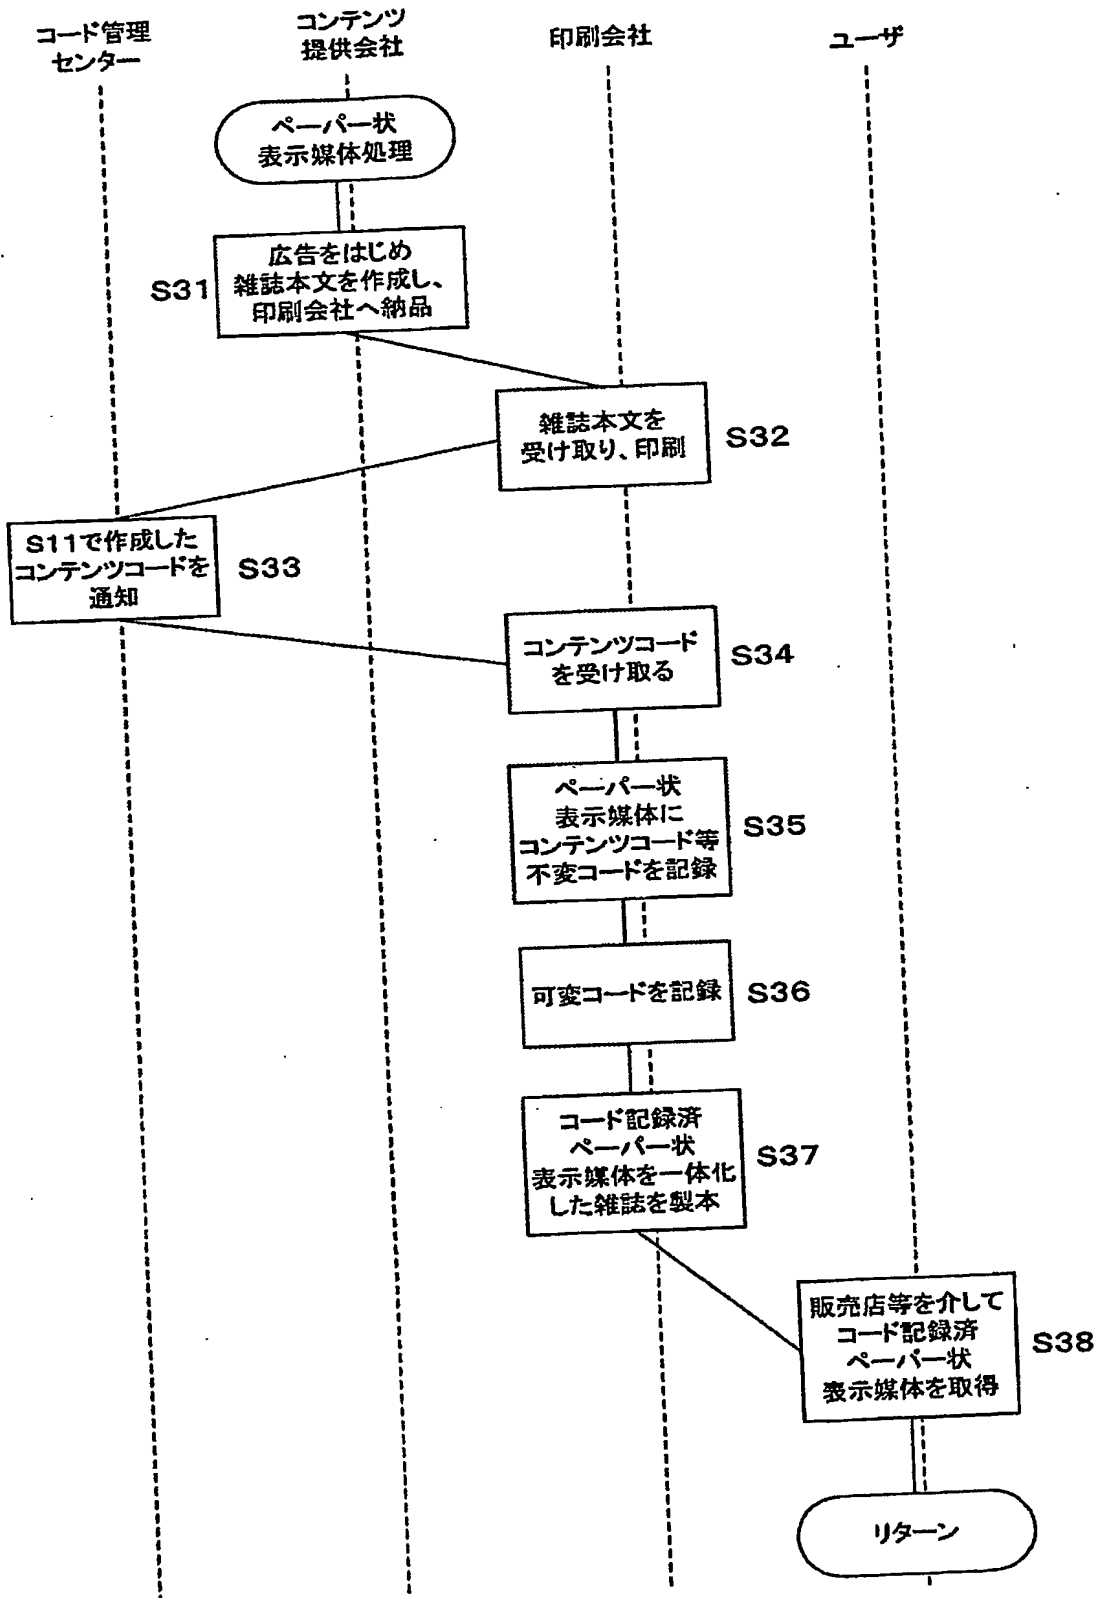 コード管理
センター
コンテンツ
提供会社
印刷会社
ユーザ
ペーパー状
表示媒体処理
S31
広告をはじめ
雑誌本文を作成し、
印刷会社へ納品
雑誌本文を
受け取り、印刷
S32
S11で作成した
コンテンツコードを
通知
S33
コンテンツコード
を受け取る
S34
ペーパー状
表示媒体に
コンテンツコード等
不変コードを記録
S35
可変コードを記録
S36
コード記録済
ペーパー状
表示媒体を一体化
した雑誌を製本
S37
販売店等を介して
コード記録済
ペーパー状
表示媒体を取得
S38
リターン